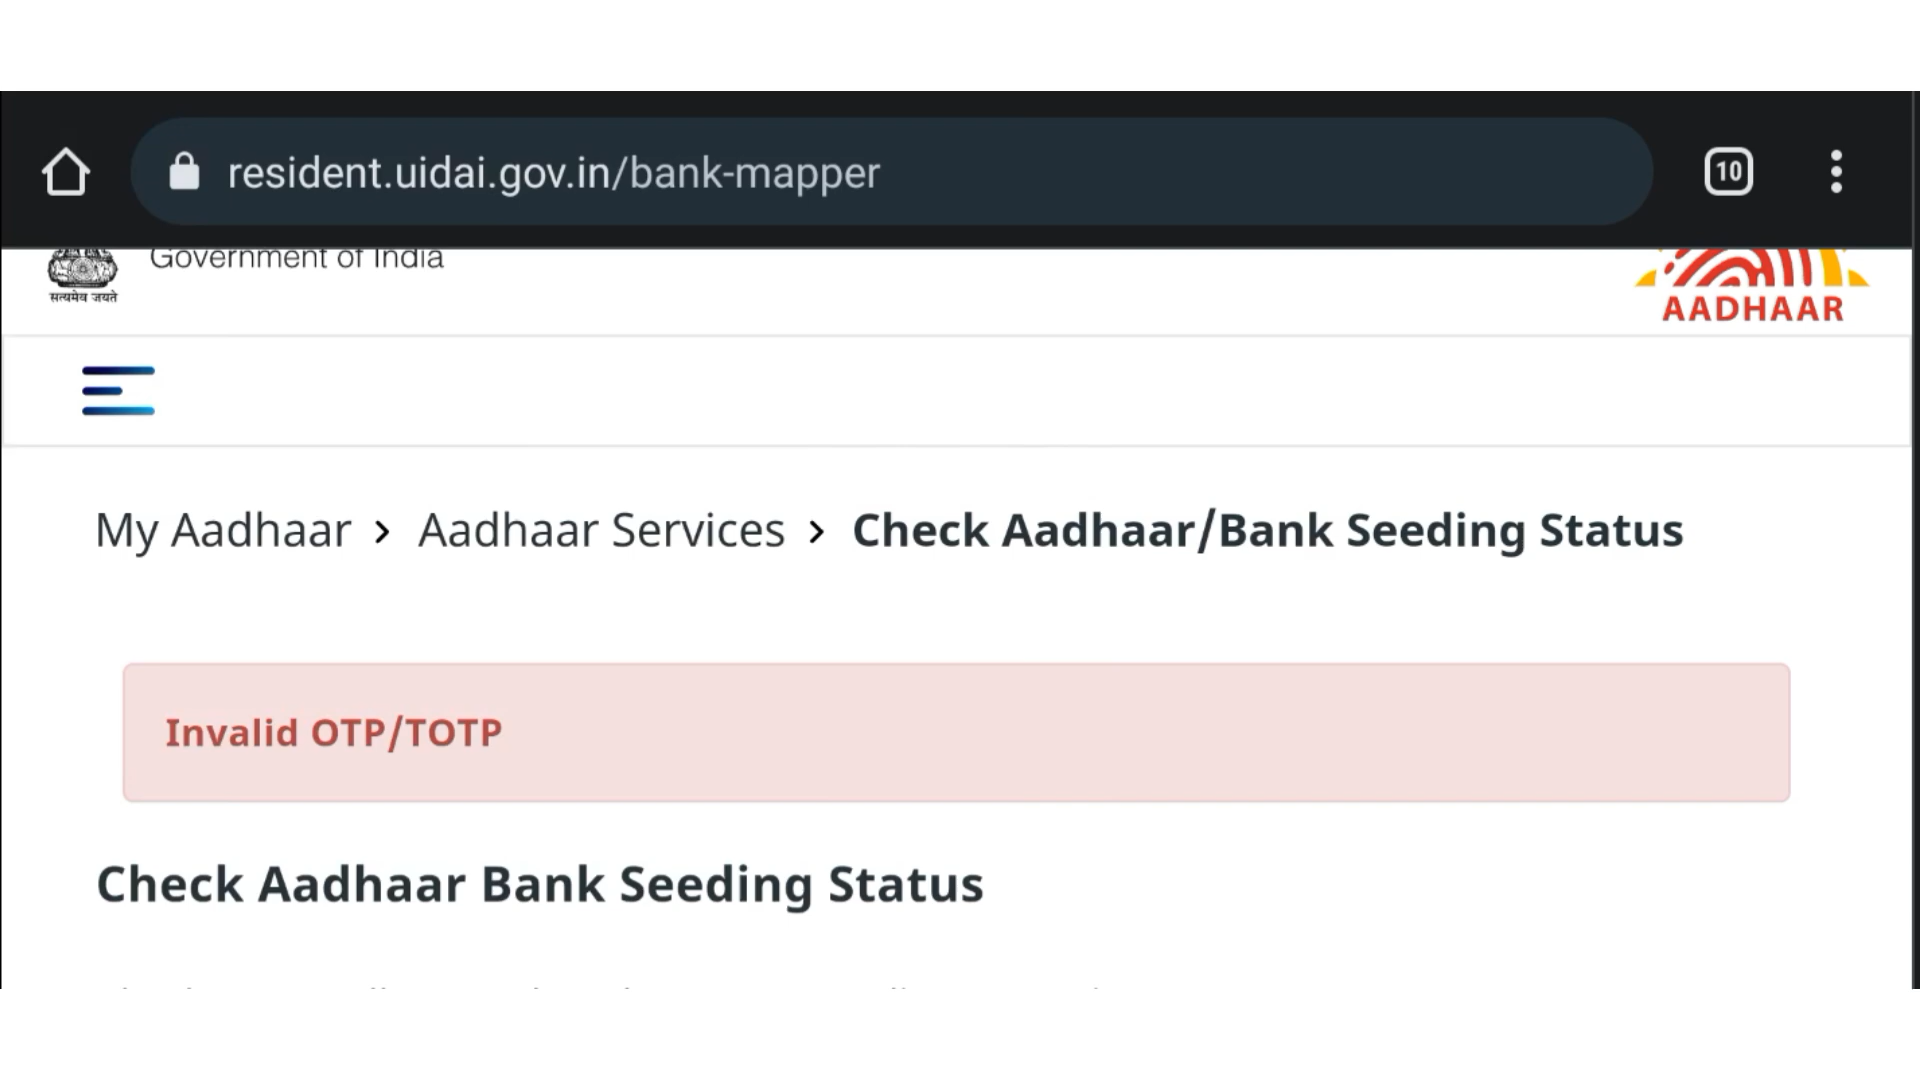 resident.uidai.gov.in/bank-mapper
10
Government of India
सत्यमेव जयते
AADHAAR
My Aadhaar > Aadhaar Services > Check Aadhaar/Bank Seeding Status
Invalid OTP/TOTP
Check Aadhaar Bank Seeding Status